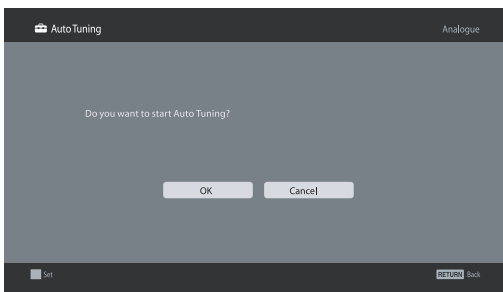 Auto Tuning Analogue
Do you want to start Auto Tuning?
OK Cancel
Set RETURN Back